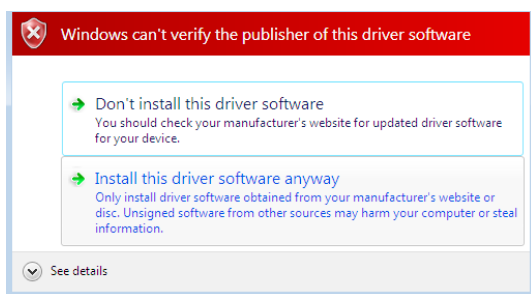 Windows can't verify the publisher of this driver software
Don't install this driver software
You should check your manufacturer's website for updated driver software
for your device.
Install this driver software anyway
Only install driver software obtained from your manufacturer's website or
disc. Unsigned software from other sources may harm your computer or steal
information.
See details